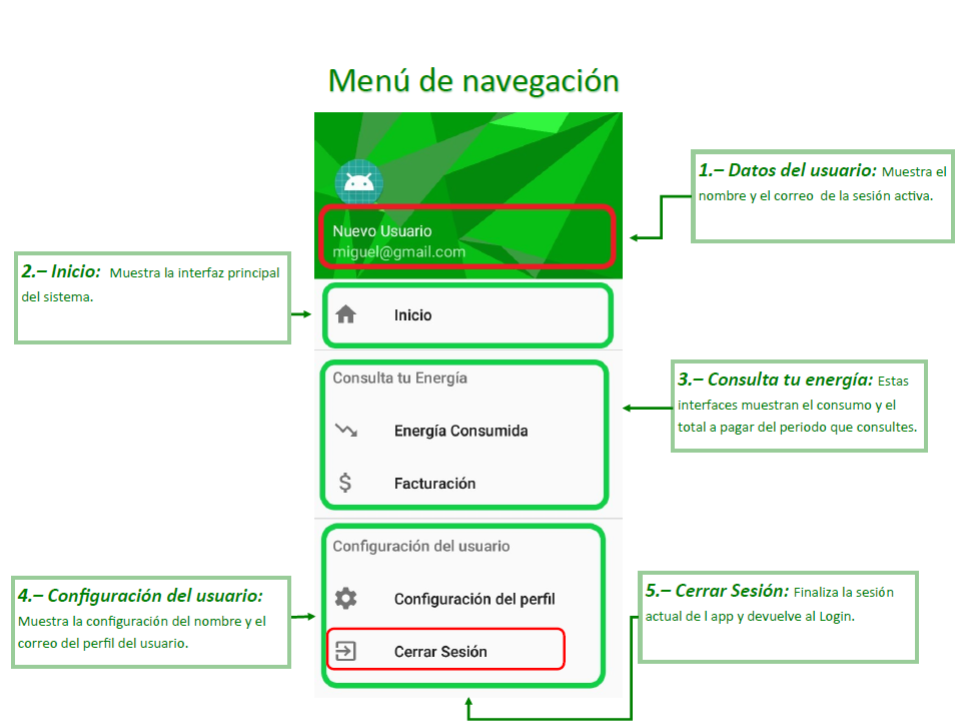 Menú de navegación
1.– Datos del usuario: Muestra el
nombre y el correo de la sesión activa.
Nuevo Usuario
miguel@gmail.com
2.– Inicio: Muestra la interfaz principal
del sistema.
Inicio
Consulta tu Energía
3.– Consulta tu energía: Estas
interfaces muestran el consumo y el
total a pagar del periodo que consultes.
Energía Consumida
Facturación
Configuración del usuario
4.– Configuración del usuario:
Muestra la configuración del nombre y el
correo del perfil del usuario.
Configuración del perfil
5.– Cerrar Sesión: Finaliza la sesión
actual de l app y devuelve al Login.
Cerrar Sesión